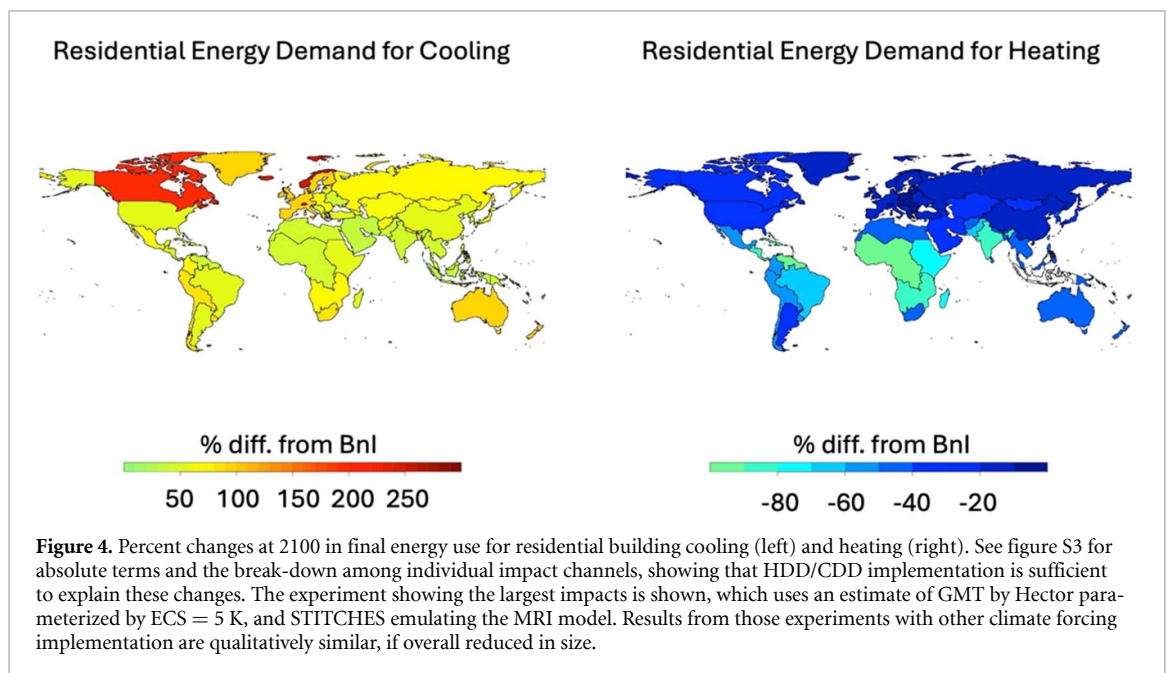 Residential Energy Demand for Cooling
Residential Energy Demand for Heating
% diff. from BnI
50 100 150 200 250
% diff. from BnI
-80 -60 -40 -20
Figure 4. Percent changes at 2100 in final energy use for residential building cooling (left) and heating (right). See figure S3 for
absolute terms and the break-down among individual impact channels, showing that HDD/CDD implementation is sufficient
to explain these changes. The experiment showing the largest impacts is shown, which uses an estimate of GMT by Hector para-
meterized by ECS = 5 K, and STITCHES emulating the MRI model. Results from those experiments with other climate forcing
implementation are qualitatively similar, if overall reduced in size.